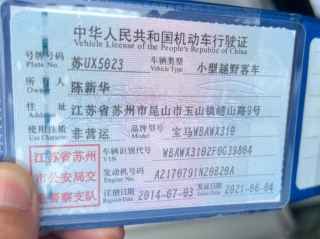 中华人民共和国机动车行驶证
Vehicle License of the People's Republic of China
号牌号码 苏UX5023 车辆类型 小型越野客车
Plate No. Vehicle Type
所有人 陈新华
Owner
住址 江苏省苏州市昆山市玉山镇崂山路9号
Address
使用性质 非营运 品牌型号 宝马WBAWX310
Use Character Model
江苏省苏州 车辆识别代号 WBAWX3102F0G39804
VIN
市公安局交 发动机号码 A2170791N20B20A
Engine No.
通警察支队 注册日期 2014-07-03 发证日期 2021-06-04
Register Date Issue Date